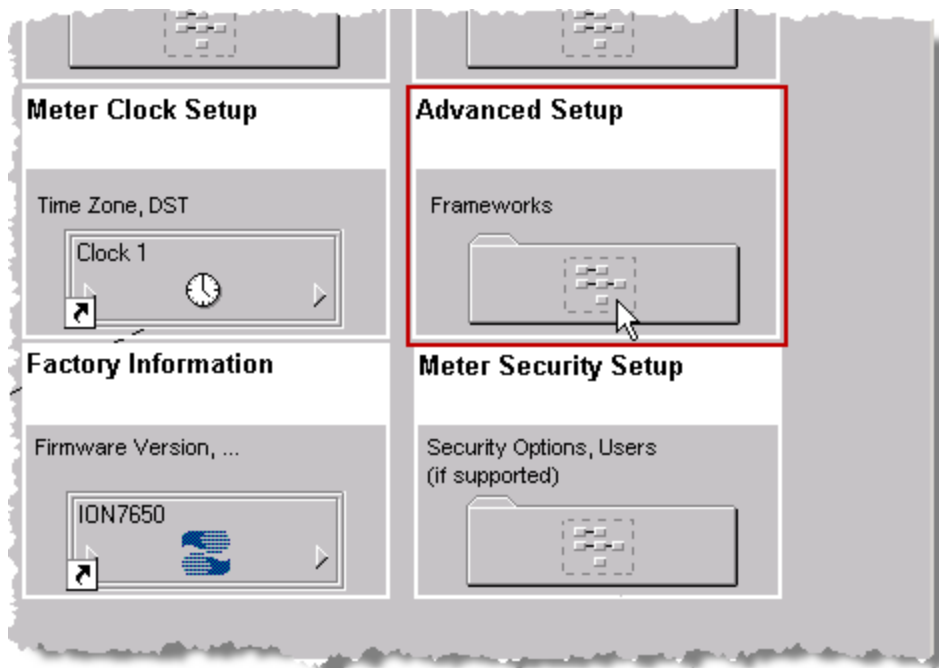 Meter Clock Setup
Time Zone, DST
Clock 1
Advanced Setup
Frameworks
Factory Information
Firmware Version, ...
ION7650
Meter Security Setup
Security Options, Users
(if supported)